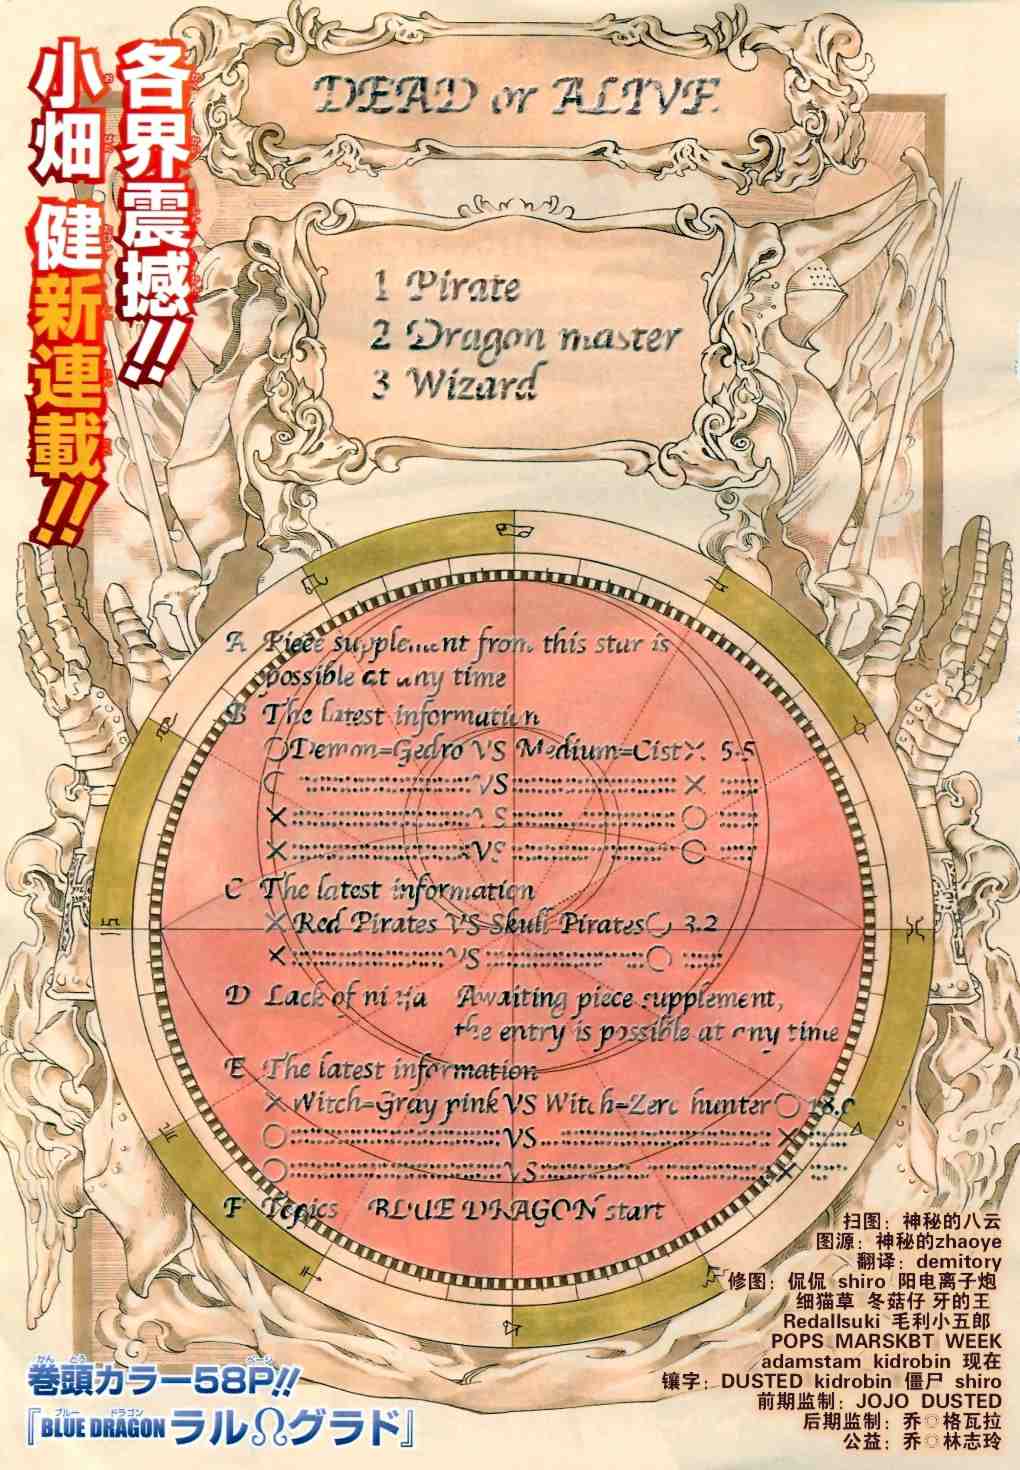 各界震撼!!
小畑 健新連載!!
DEAD or ALIVE
1 Pirate
2 Dragon master
3 Wizard
A Piece supplement from this star is
possible at any time
B The latest information
○Demon=Gedro VS Medium=Cist× 5.5
○ VS ×
× VS ○
× VS ○
C The latest information
×Red Pirates VS Skull Pirates○ 3.2
× VS ○
D Lack of ninja Awaiting piece supplement,
the entry is possible at any time
E The latest information
×Witch=Gray pink VS Witch=Zero hunter○ 18.0
○ VS ×
○ VS ×
F Topics BLUE DRAGON start
扫图：神秘的八云
图源：神秘的zhaoye
翻译：demitory
修图：侃侃 shiro 阳电离子炮
细猫草 冬菇仔 牙的王
Redallsuki 毛利小五郎
POPS MARSKBT WEEK
adamstam kidrobin 现在
镶字：DUSTED kidrobin 僵尸 shiro
前期监制：JOJO DUSTED
后期监制：乔 格瓦拉
公益：乔 林志玲
巻頭カラー58P!!
『BLUE DRAGON ラルΩグラド』